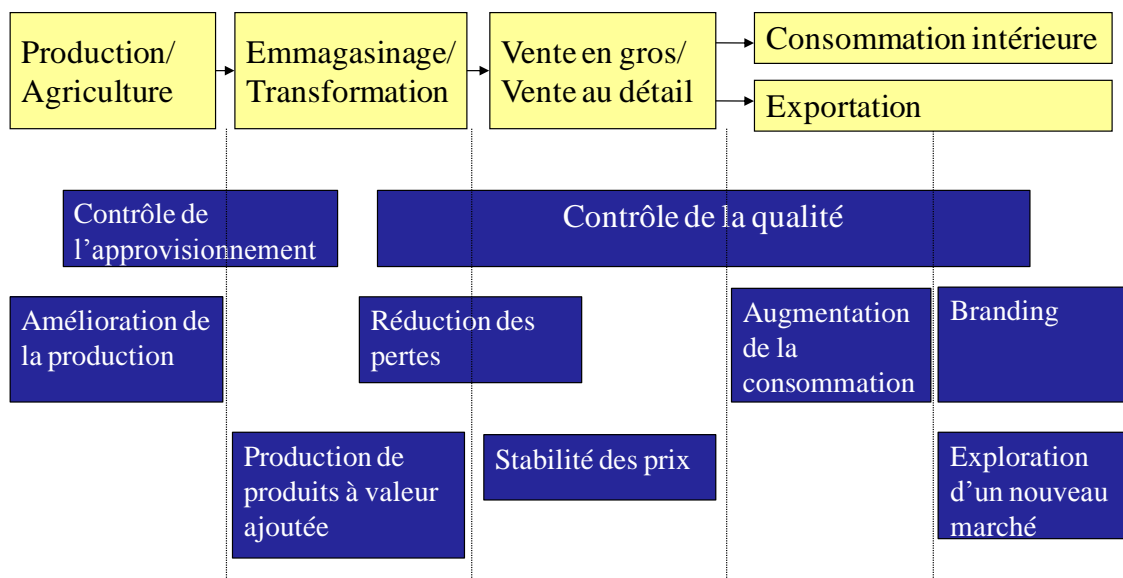 Production/
Agriculture
Emmagasinage/
Transformation
Vente en gros/
Vente au détail
Consommation intérieure
Exportation
Contrôle de
l’approvisionnement
Contrôle de la qualité
Amélioration de
la production
Réduction des
pertes
Augmentation
de la
consommation
Branding
Production de
produits à valeur
ajoutée
Stabilité des prix
Exploration
d’un nouveau
marché